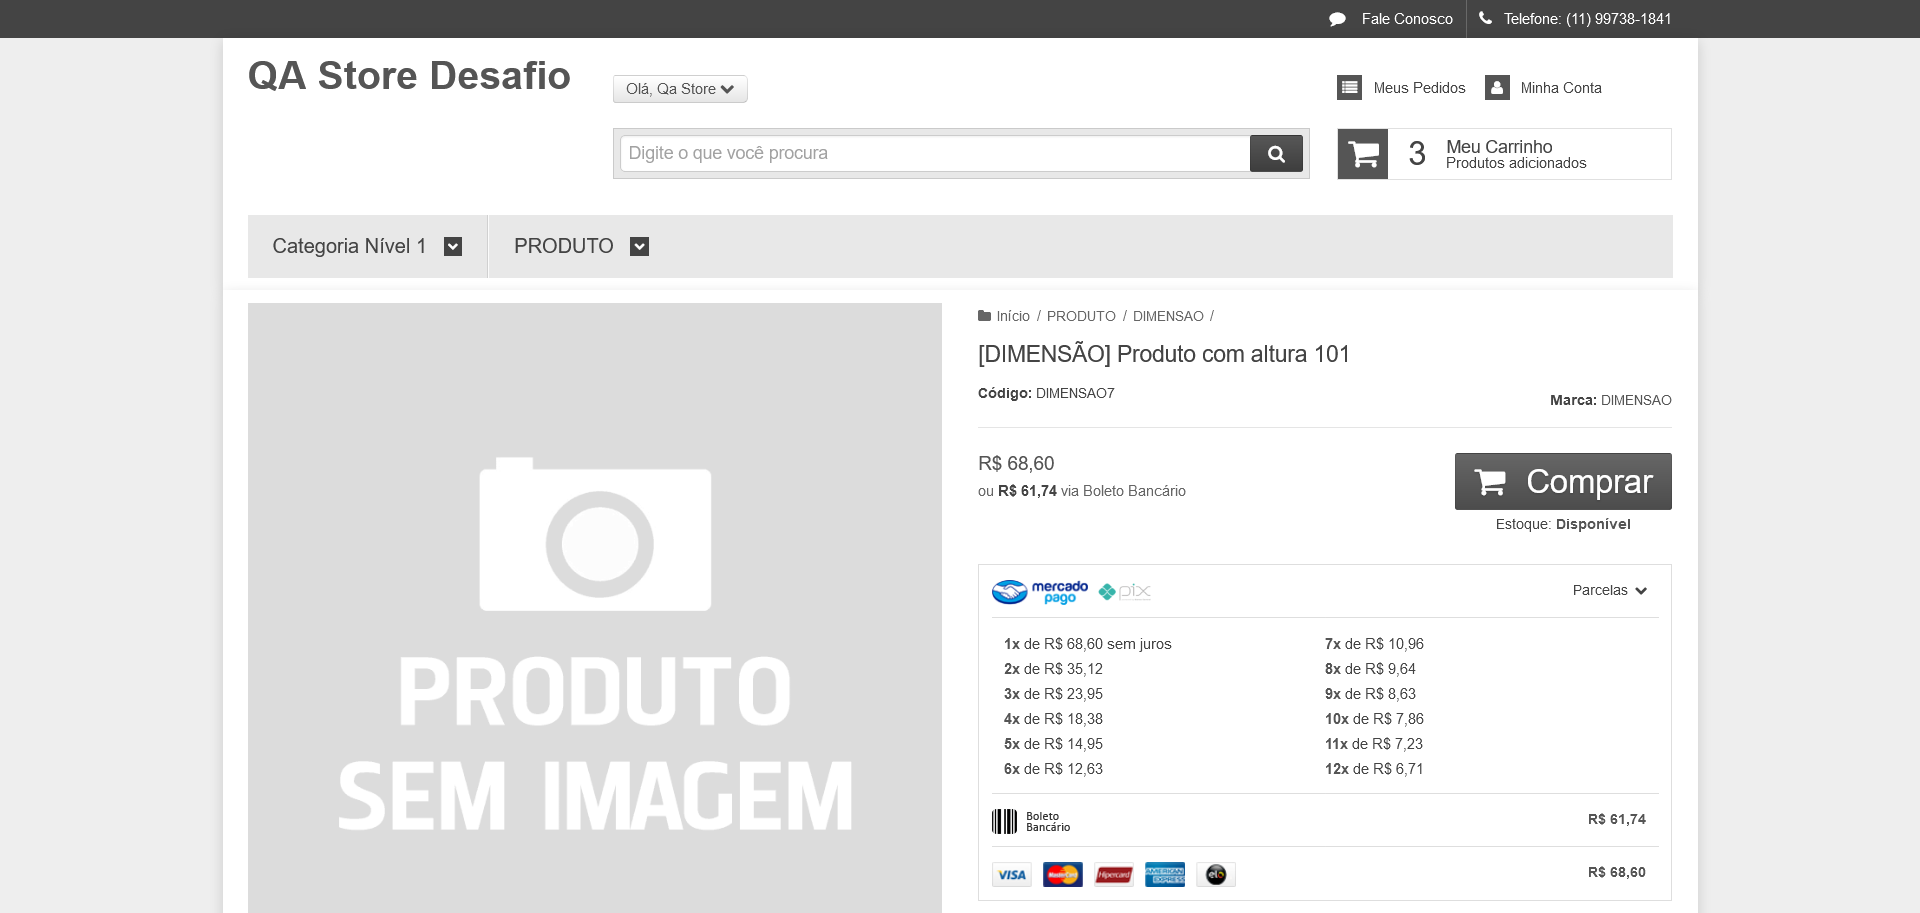 Fale Conosco
Telefone: (11) 99738-1841
QA Store Desafio
Olá, Qa Store
Meus Pedidos
Minha Conta
Digite o que você procura
3
Meu Carrinho
Produtos adicionados
Categoria Nível 1
PRODUTO
PRODUTO
SEM IMAGEM
Início / PRODUTO / DIMENSAO /
[DIMENSÃO] Produto com altura 101
Código: DIMENSAO7
Marca: DIMENSAO
R$ 68,60
ou R$ 61,74 via Boleto Bancário
Comprar
Estoque: Disponível
mercado
pago
pix
Parcelas
1x de R$ 68,60 sem juros
2x de R$ 35,12
3x de R$ 23,95
4x de R$ 18,38
5x de R$ 14,95
6x de R$ 12,63
7x de R$ 10,96
8x de R$ 9,64
9x de R$ 8,63
10x de R$ 7,86
11x de R$ 7,23
12x de R$ 6,71
Boleto
Bancário
R$ 61,74
VISA
MasterCard
Hipercard
AMERICAN
EXPRESS
elo
R$ 68,60